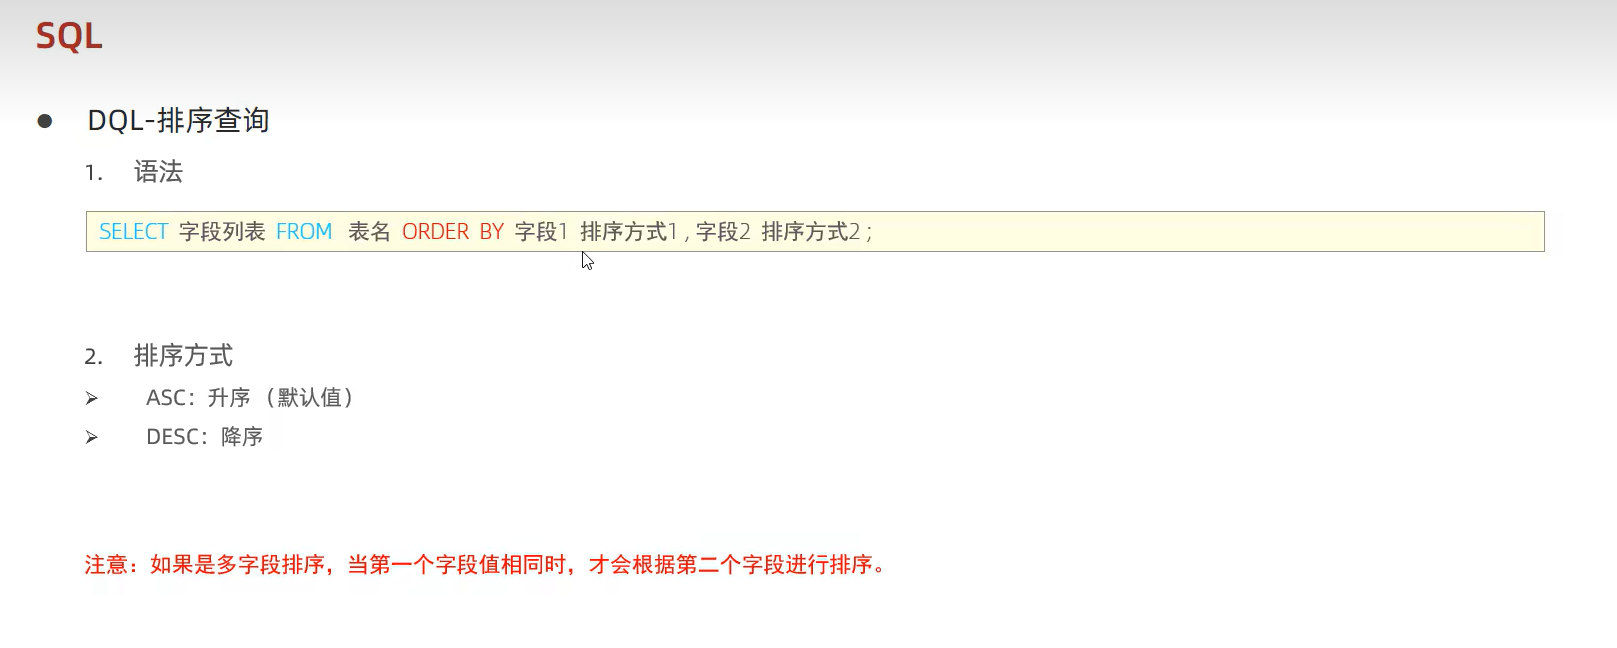 SQL
● DQL-排序查询
1. 语法
SELECT 字段列表 FROM 表名 ORDER BY 字段1 排序方式1 , 字段2 排序方式2 ;
2. 排序方式
➢ ASC：升序（默认值）
➢ DESC：降序
注意：如果是多字段排序，当第一个字段值相同时，才会根据第二个字段进行排序。